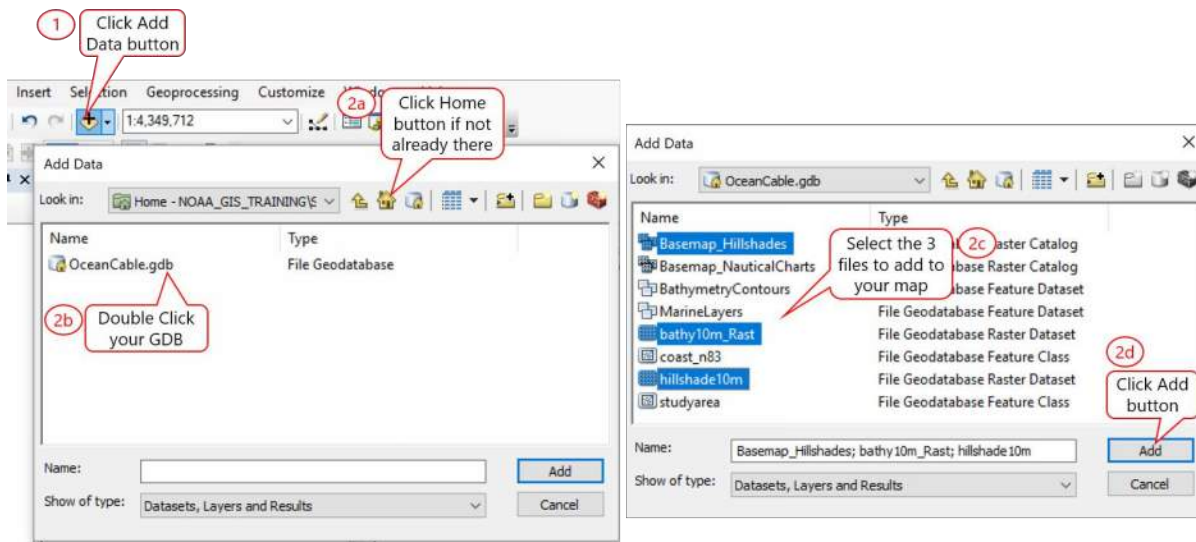 1
Click Add
Data button
Insert Selection Geoprocessing Customize
1:4,349,712
2a
Click Home
button if not
already there
Add Data
Look in: Home - NOAA_GIS_TRAINING\
Name Type
OceanCable.gdb File Geodatabase
2b
Double Click
your GDB
Name: Add
Show of type: Datasets, Layers and Results Cancel
Add Data
Look in: OceanCable.gdb
Name Type
Basemap_Hillshades Raster Catalog
Basemap_NauticalCharts Raster Catalog
BathymetryContours Feature Dataset
MarineLayers File Geodatabase Feature Dataset
bathy10m_Rast File Geodatabase Raster Dataset
coast_n83 File Geodatabase Feature Class
hillshade10m File Geodatabase Raster Dataset
studyarea File Geodatabase Feature Class
Select the 3
files to add to
your map
2c
2d
Click Add
button
Name: Basemap_Hillshades; bathy10m_Rast; hillshade10m Add
Show of type: Datasets, Layers and Results Cancel